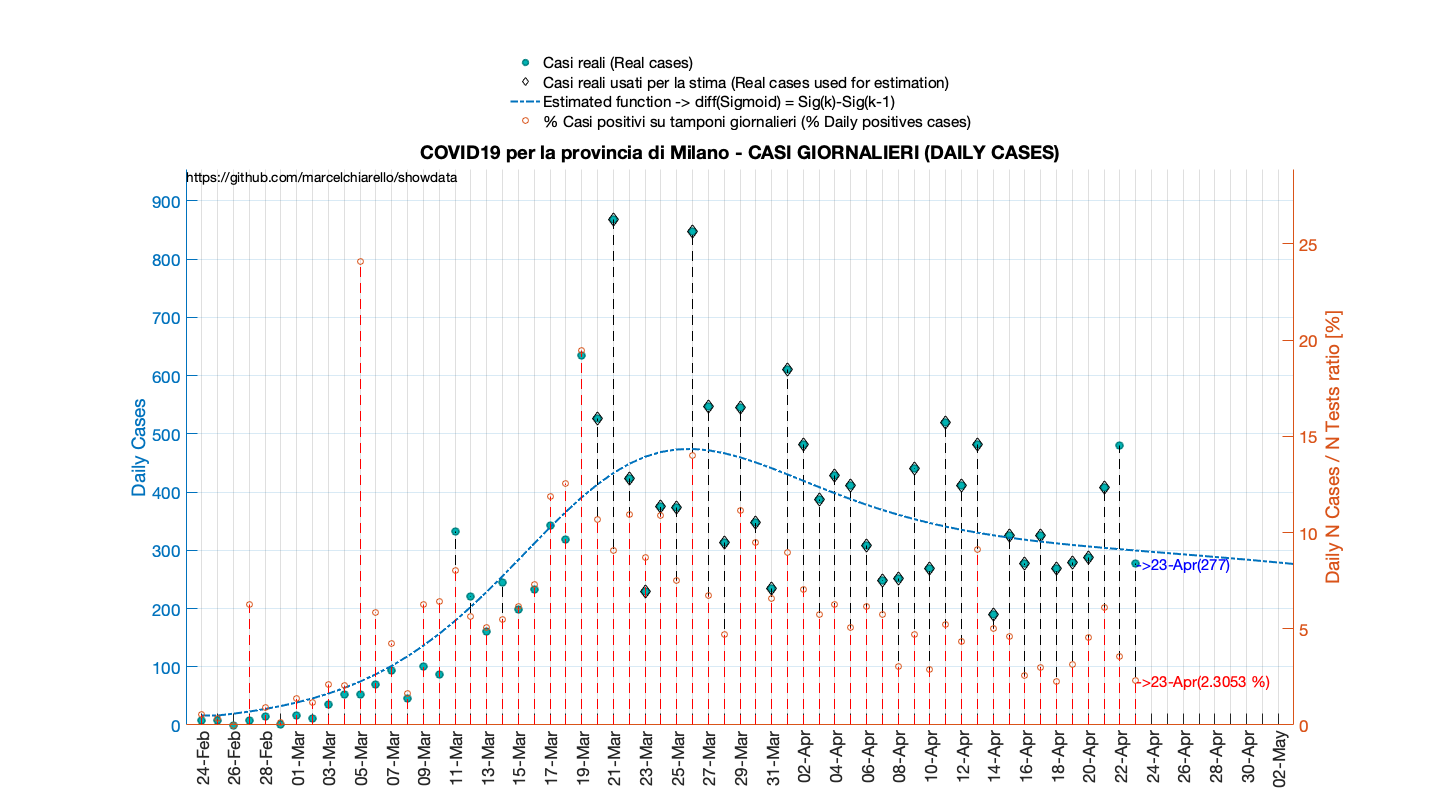 Casi reali (Real cases)
Casi reali usati per la stima (Real cases used for estimation)
Estimated function -> diff(Sigmoid) = Sig(k)-Sig(k-1)
% Casi positivi su tamponi giornalieri (% Daily positives cases)
COVID19 per la provincia di Milano - CASI GIORNALIERI (DAILY CASES)
https://github.com/marcelchiarello/showdata
Daily Cases
900
800
700
600
500
400
300
200
100
0
25
20
15
10
5
0
Daily N Cases / N Tests ratio [%]
->23-Apr(277)
->23-Apr(2.3053 %)
24-Feb
26-Feb
28-Feb
01-Mar
03-Mar
05-Mar
07-Mar
09-Mar
11-Mar
13-Mar
15-Mar
17-Mar
19-Mar
21-Mar
23-Mar
25-Mar
27-Mar
29-Mar
31-Mar
02-Apr
04-Apr
06-Apr
08-Apr
10-Apr
12-Apr
14-Apr
16-Apr
18-Apr
20-Apr
22-Apr
24-Apr
26-Apr
28-Apr
30-Apr
02-May